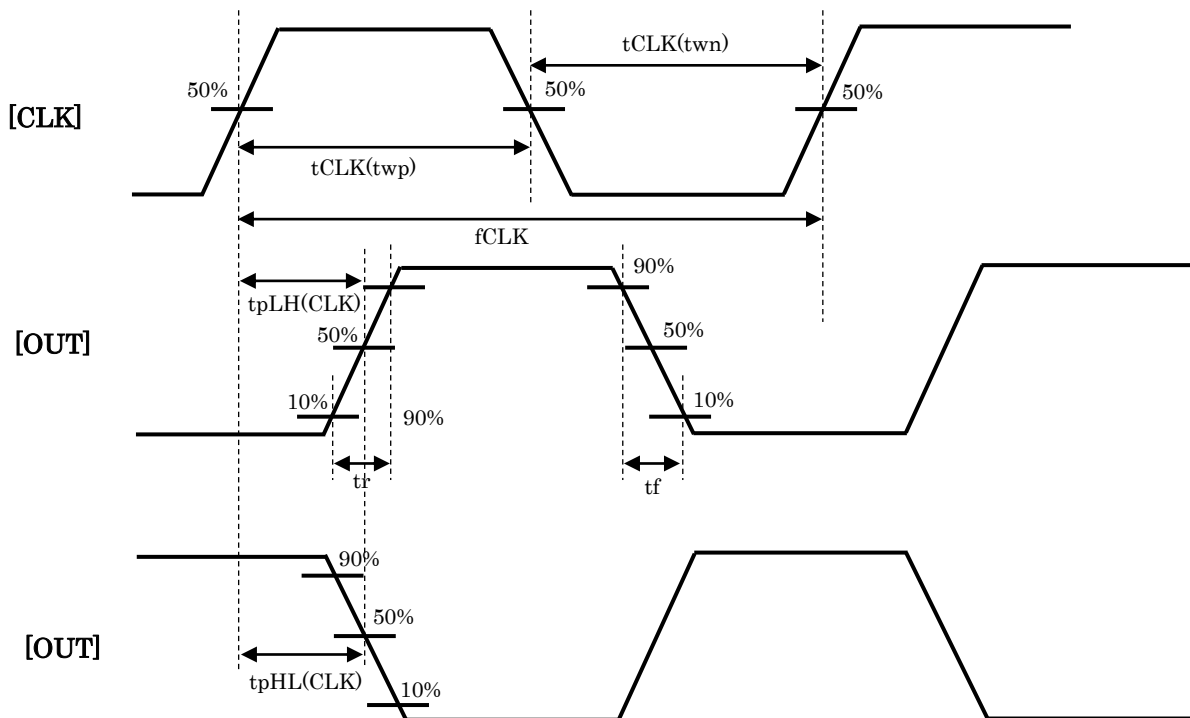 tCLK(twn)
50%
50%
50%
[CLK]
tCLK(twp)
fCLK
90%
tpLH(CLK)
50%
50%
[OUT]
10%
90%
10%
tr
tf
90%
50%
[OUT]
tpHL(CLK)
10%